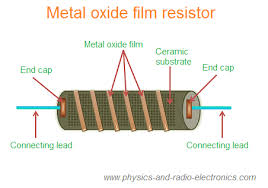 Metal oxide film resistor
Metal oxide film
Ceramic
substrate
End cap
End cap
Connecting lead
Connecting lead
www.physics-and-radio-electronics.com